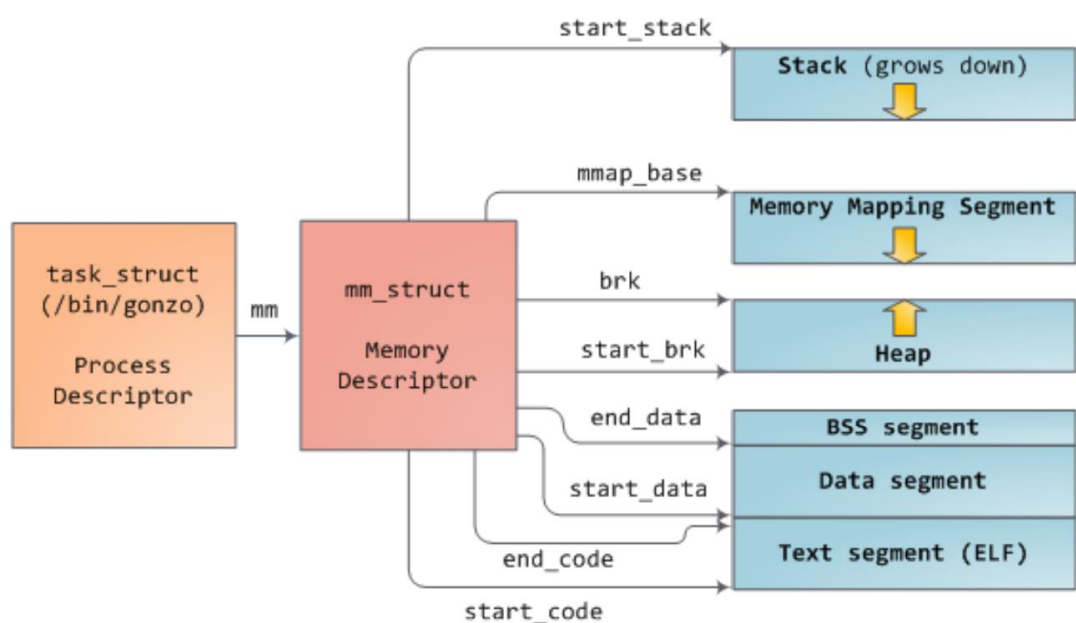 start_stack
Stack (grows down)
mmap_base
Memory Mapping Segment
task_struct
(/bin/gonzo)
Process
Descriptor
mm
mm_struct
Memory
Descriptor
brk
start_brk
Heap
end_data
BSS segment
start_data
Data segment
end_code
Text segment (ELF)
start_code